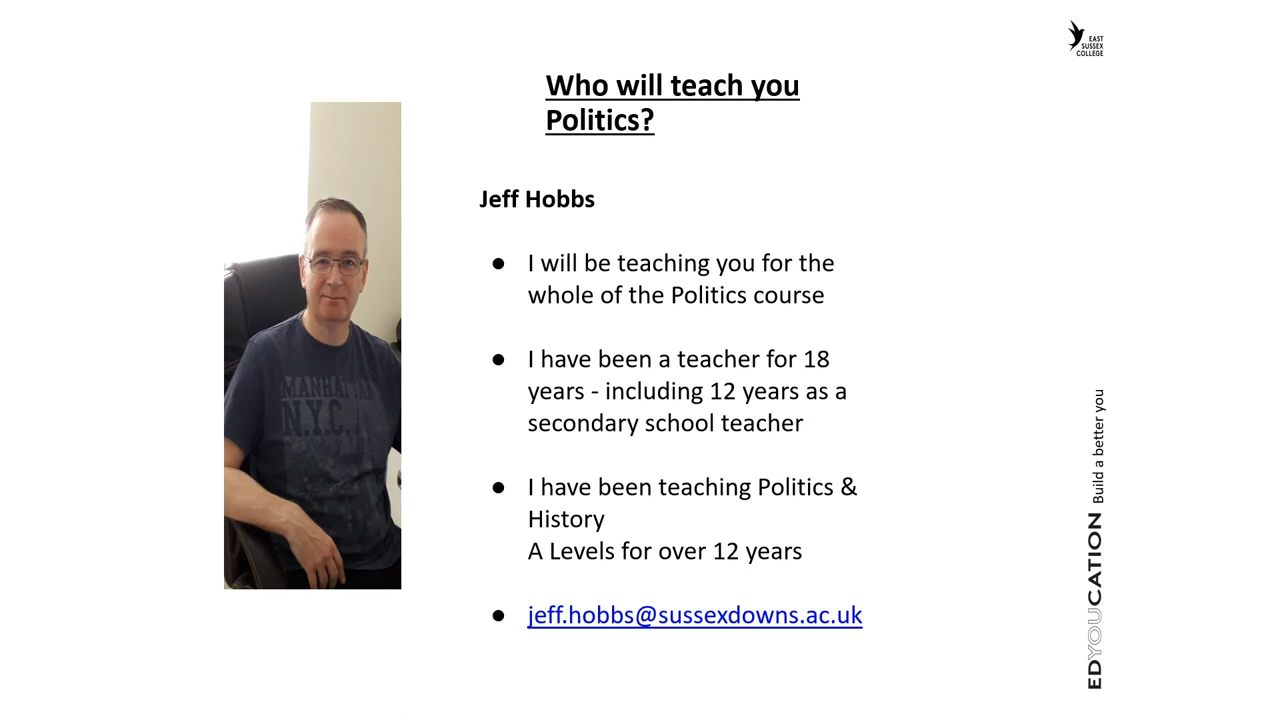 EAST
SUSSEX
COLLEGE
Who will teach you
Politics?
Jeff Hobbs
● I will be teaching you for the
whole of the Politics course
● I have been a teacher for 18
years - including 12 years as a
secondary school teacher
● I have been teaching Politics &
History
A Levels for over 12 years
● jeff.hobbs@sussexdowns.ac.uk
MANHATTAN
N.Y.C.
EDYOUCATION Build a better you